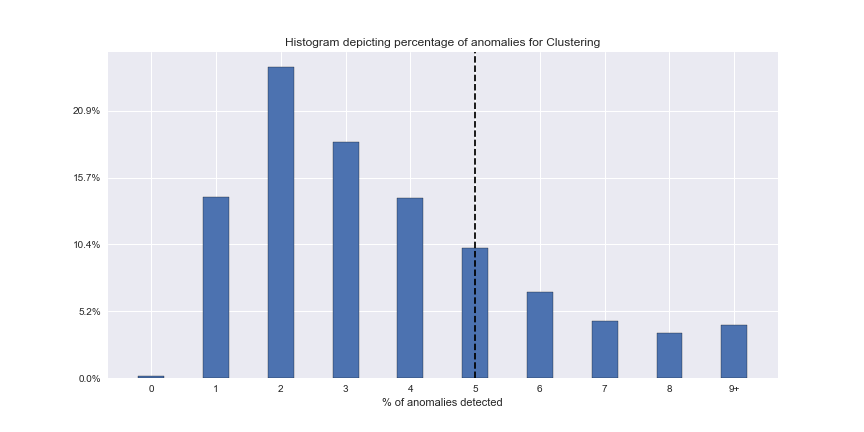 Histogram depicting percentage of anomalies for Clustering
20.9%
15.7%
10.4%
5.2%
0.0%
0 1 2 3 4 5 6 7 8 9+
% of anomalies detected